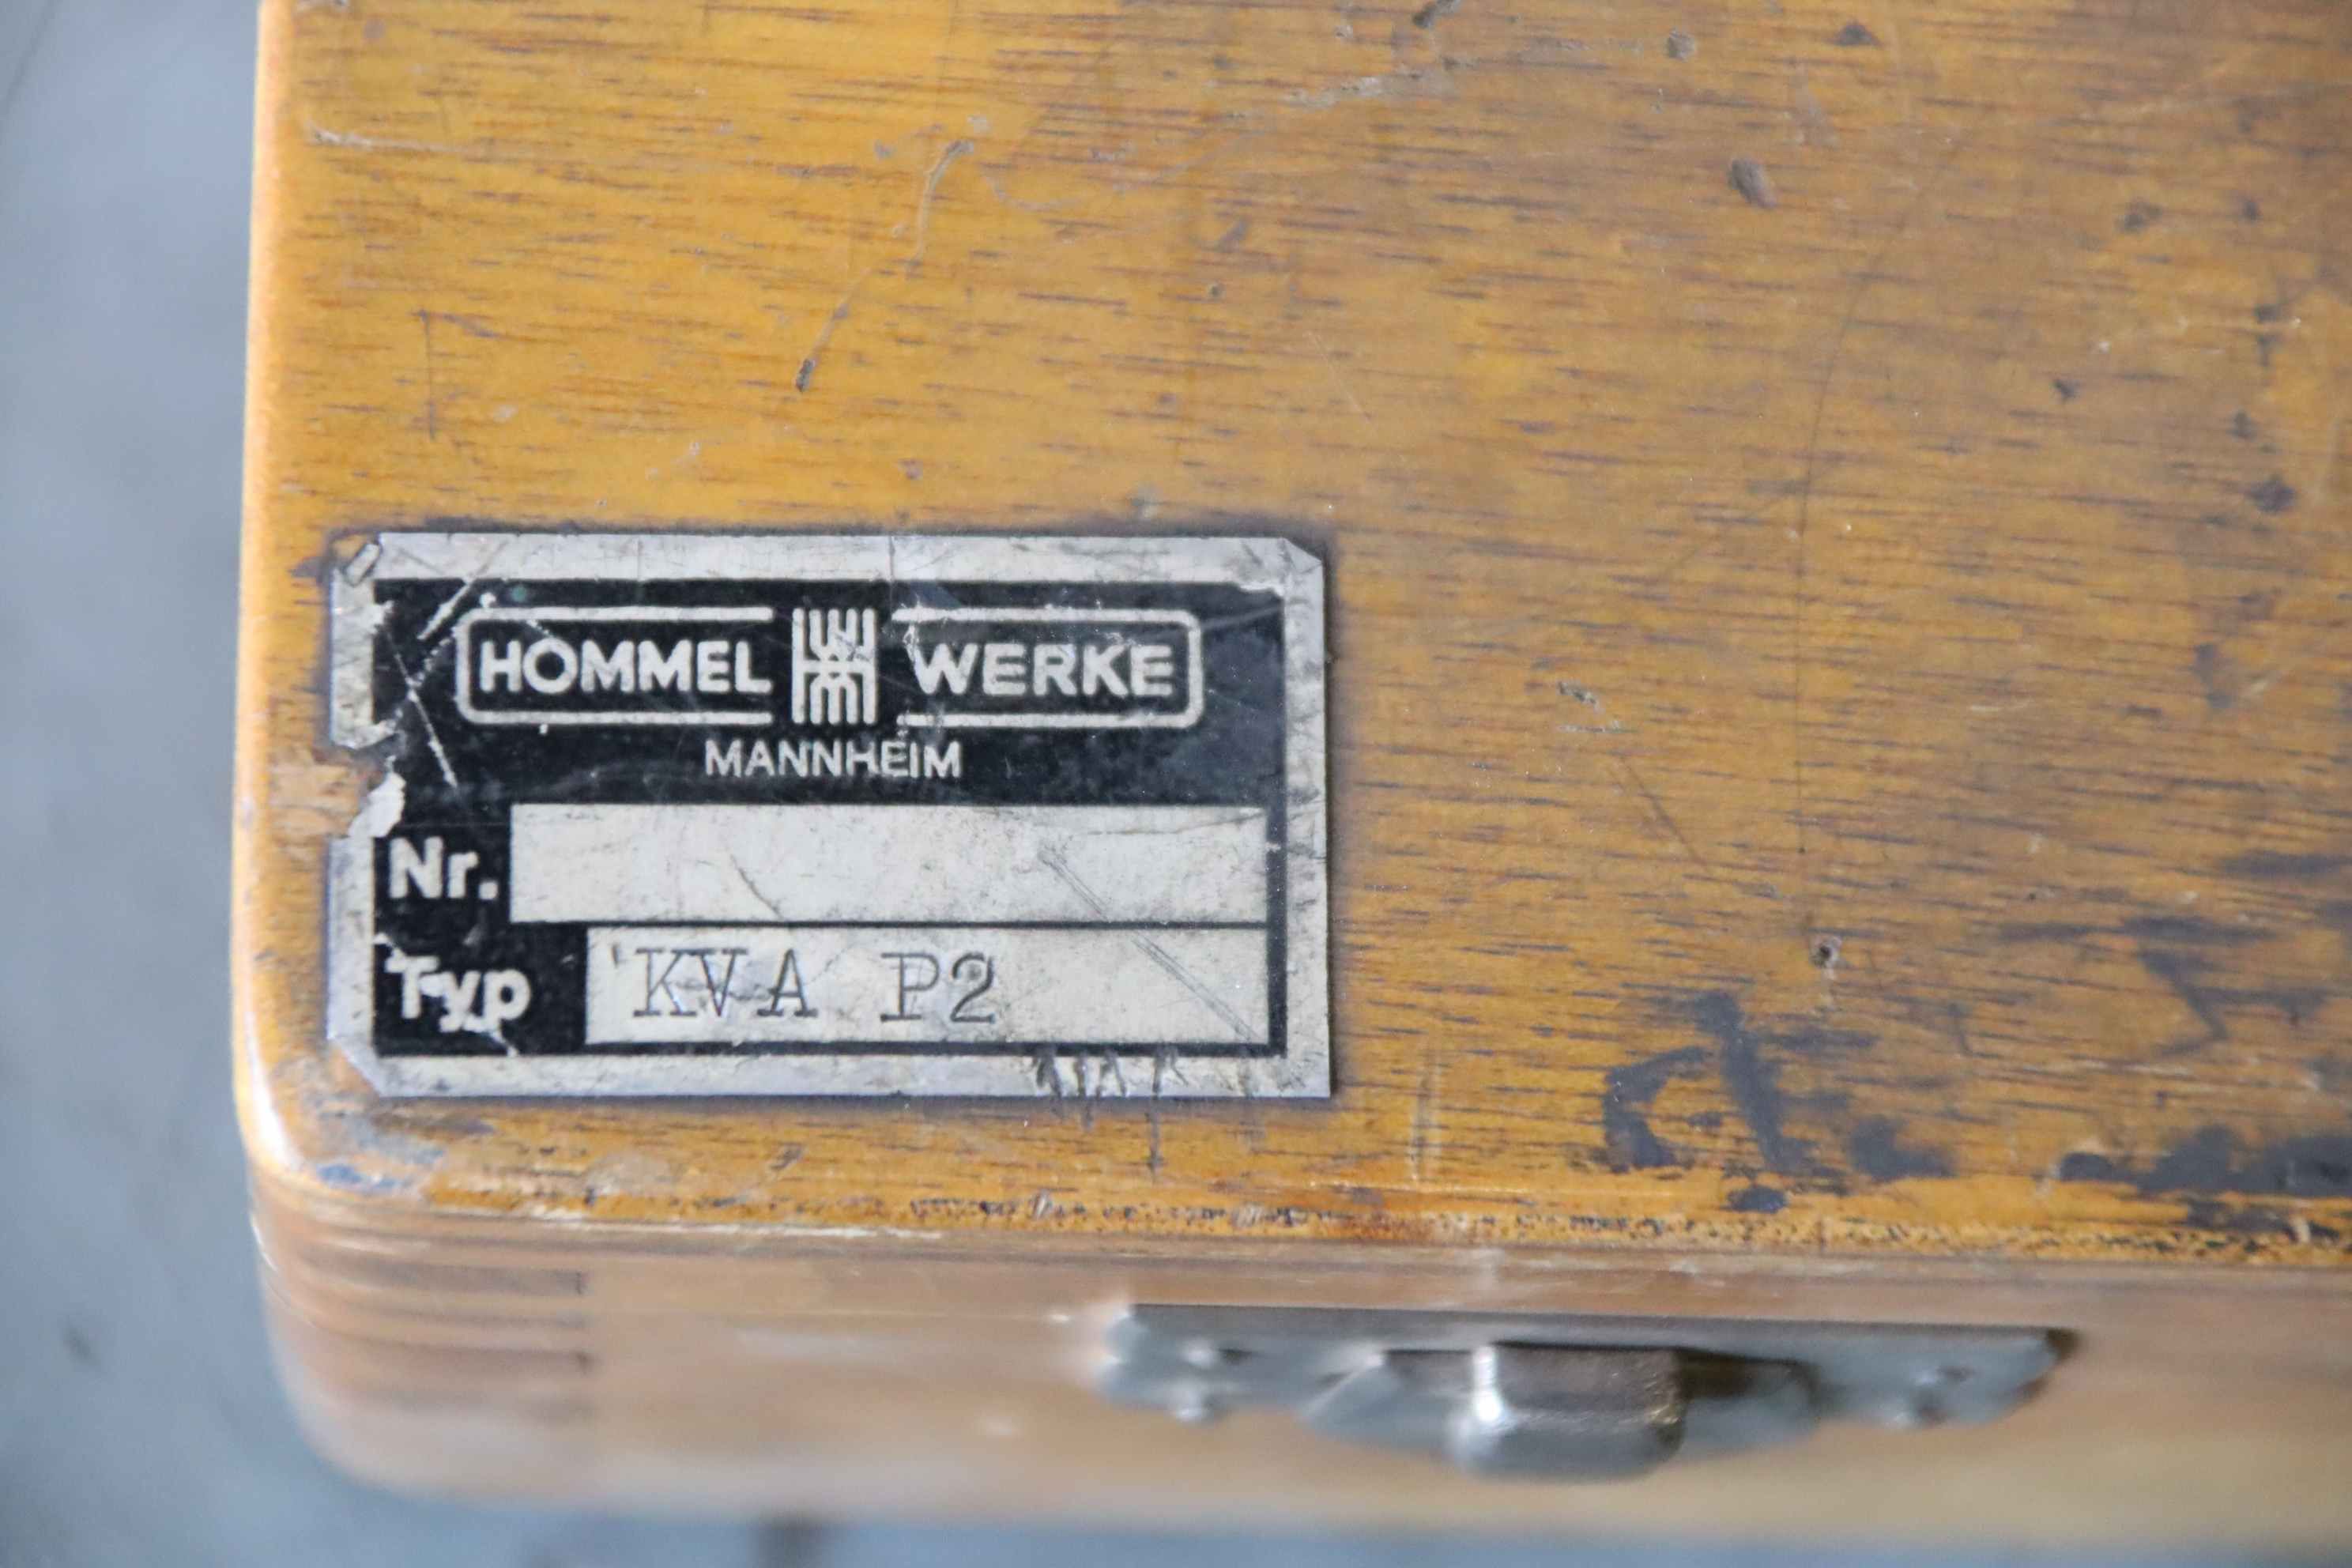 HOMMEL WERKE
MANNHEIM
Nr.
Typ KVA P2